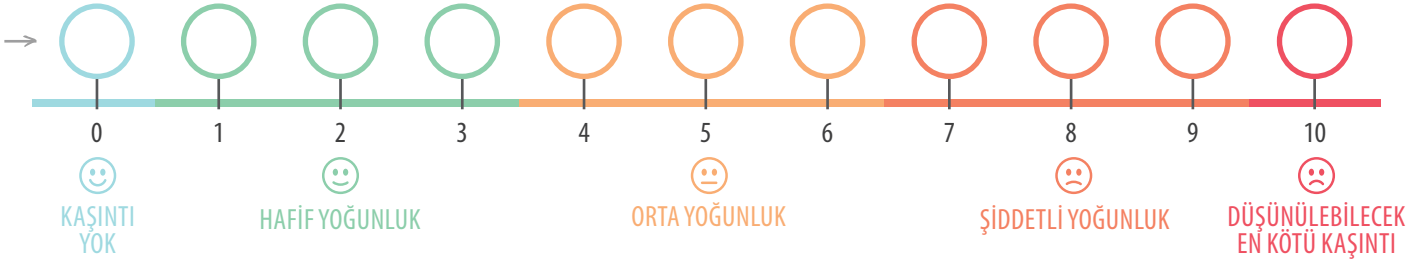 0 1 2 3 4 5 6 7 8 9 10
KAŞINTI
YOK
HAFİF YOĞUNLUK
ORTA YOĞUNLUK
ŞİDDETLİ YOĞUNLUK
DÜŞÜNÜLEBİLECEK
EN KÖTÜ KAŞINTI